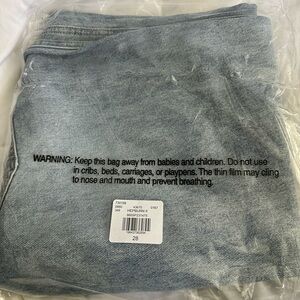 WARNING: Keep this bag away from babies and children. Do not use
in cribs, beds, carriages, or playpens. The thin film may cling
to nose and mouth and prevent breathing.
28